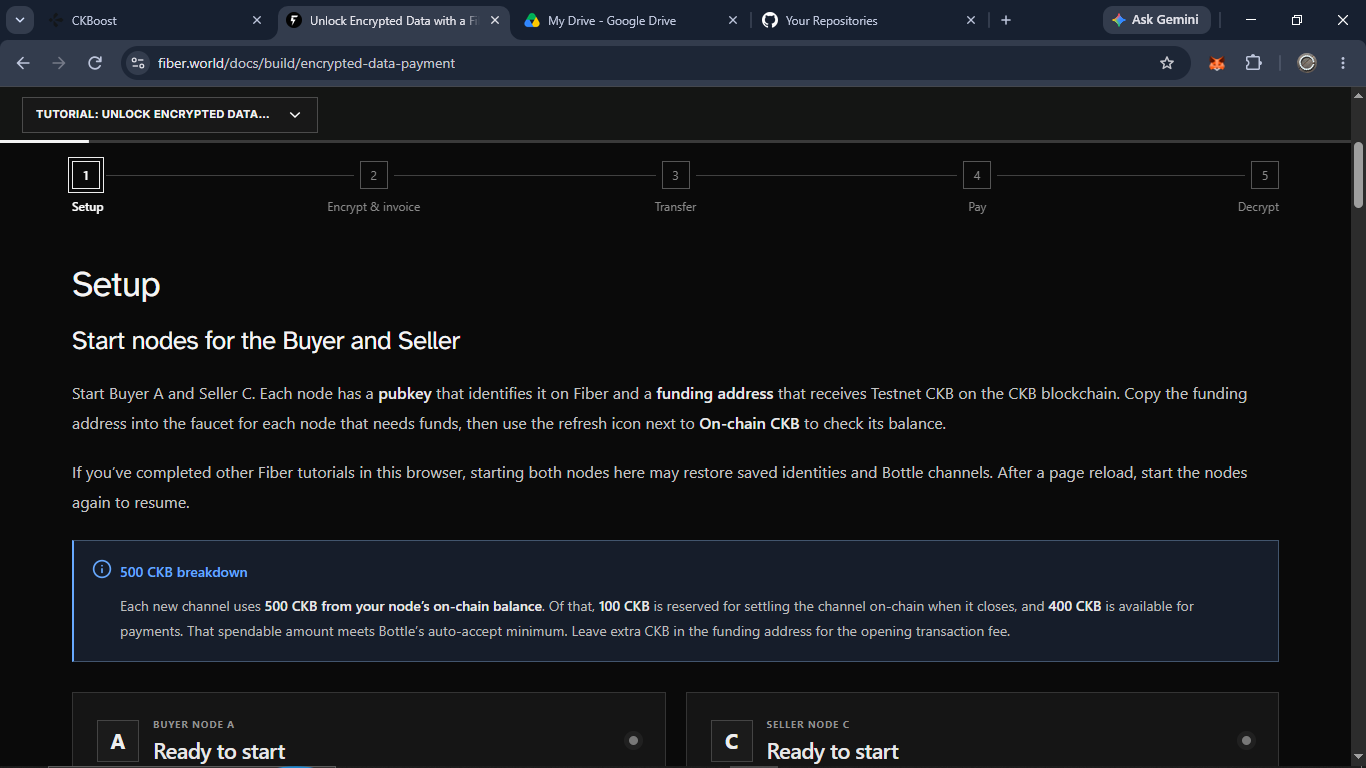 CKBoost
Unlock Encrypted Data with a Fi
My Drive - Google Drive
Your Repositories
Ask Gemini
fiber.world/docs/build/encrypted-data-payment
TUTORIAL: UNLOCK ENCRYPTED DATA...
1
2
3
4
5
Setup
Encrypt & invoice
Transfer
Pay
Decrypt
Setup
Start nodes for the Buyer and Seller
Start Buyer A and Seller C. Each node has a pubkey that identifies it on Fiber and a funding address that receives Testnet CKB on the CKB blockchain. Copy the funding
address into the faucet for each node that needs funds, then use the refresh icon next to On-chain CKB to check its balance.
If you’ve completed other Fiber tutorials in this browser, starting both nodes here may restore saved identities and Bottle channels. After a page reload, start the nodes
again to resume.
500 CKB breakdown
Each new channel uses 500 CKB from your node’s on-chain balance. Of that, 100 CKB is reserved for settling the channel on-chain when it closes, and 400 CKB is available for
payments. That spendable amount meets Bottle’s auto-accept minimum. Leave extra CKB in the funding address for the opening transaction fee.
A
BUYER NODE A
Ready to start
C
SELLER NODE C
Ready to start